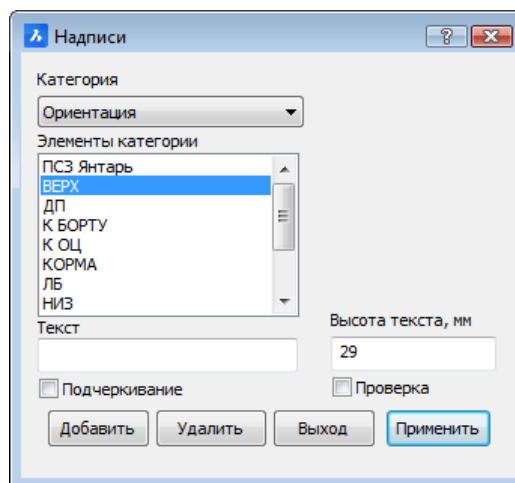 Надписи
Категория
Ориентация
Элементы категории
ПСЗ Янтарь
ВЕРХ
ДП
К БОРТУ
К ОЦ
КОРМА
ЛБ
НИЗ
Текст
Высота текста, мм
29
Подчеркивание
Проверка
Добавить Удалить Выход Применить